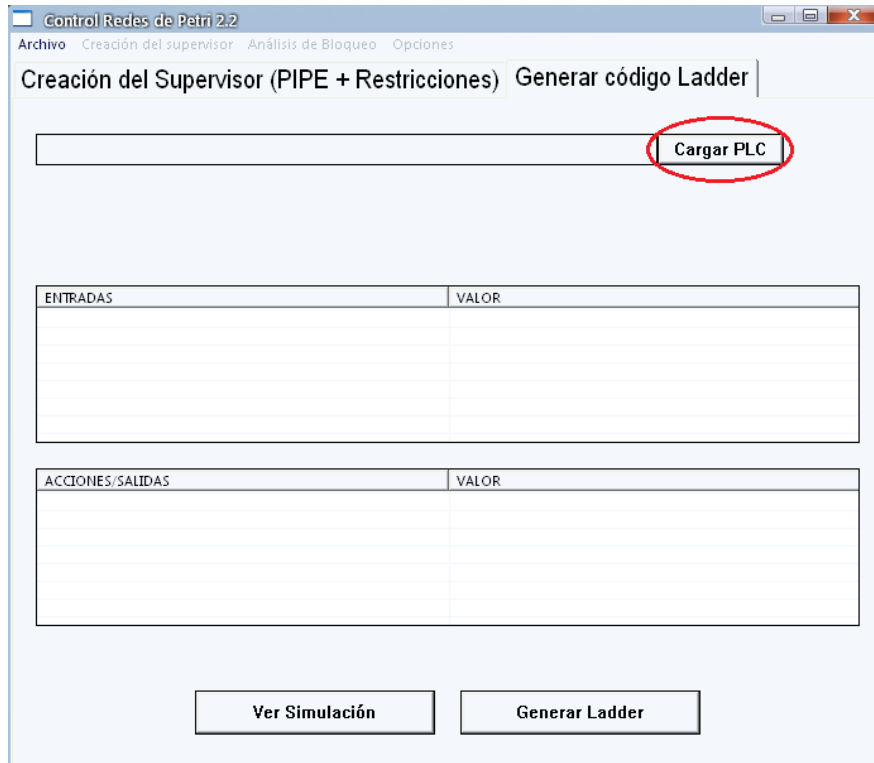 Control Redes de Petri 2.2
Archivo Creación del supervisor Análisis de Bloqueo Opciones
Creación del Supervisor (PIPE + Restricciones) Generar código Ladder
Cargar PLC
ENTRADAS VALOR
ACCIONES/SALIDAS VALOR
Ver Simulación Generar Ladder